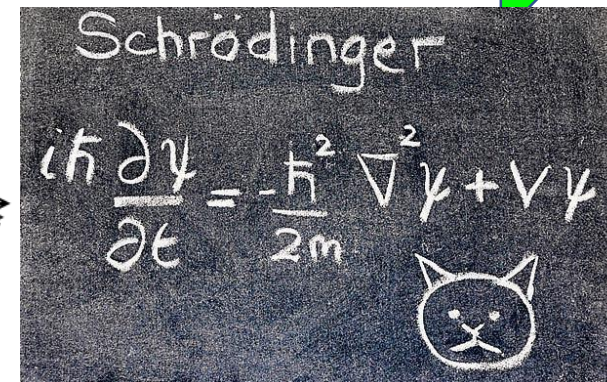 Schrödinger
iħ ∂ψ/∂t = -ħ²/2m ∇²ψ + Vψ